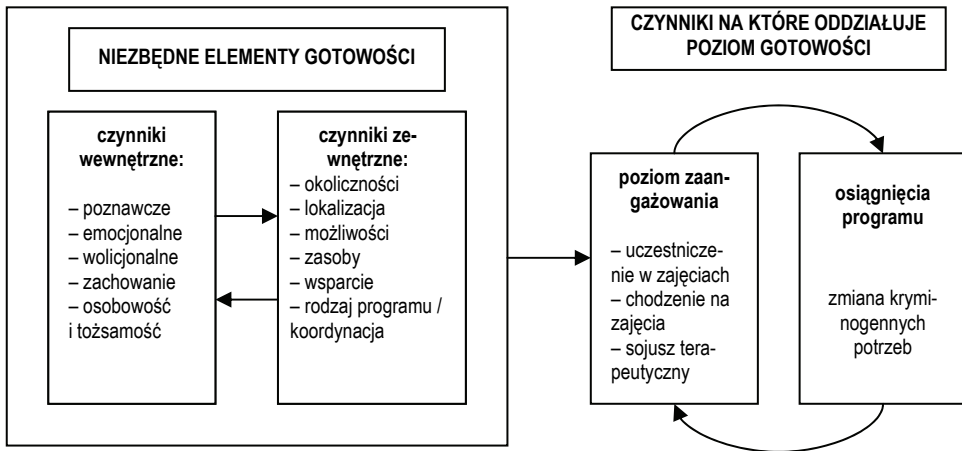 NIEZBĘDNE ELEMENTY GOTOWOŚCI
czynniki
wewnętrzne:
– poznawcze
– emocjonalne
– wolicjonalne
– zachowanie
– osobowość
i tożsamość
czynniki ze-
wnętrzne:
– okoliczności
– lokalizacja
– możliwości
– zasoby
– wsparcie
– rodzaj programu /
koordynacja
CZYNNIKI NA KTÓRE ODDZIAŁUJE
POZIOM GOTOWOŚCI
poziom zaan-
gażowania
– uczestnicze-
nie w zajęciach
– chodzenie na
zajęcia
– sojusz tera-
peutyczny
osiągnięcia
programu
zmiana krymi-
nogennych
potrzeb